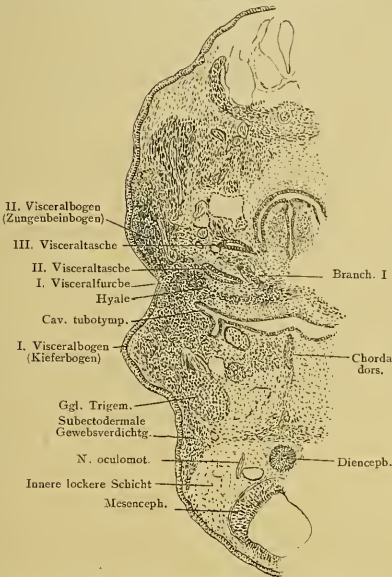 II. Visceralbogen
(Zungenbeinbogen)
III. Visceraltasche
II. Visceraltasche
I. Visceralfurche
Hyale
Cav. tubotymp.
I. Visceralbogen
(Kieferbogen)
Ggl. Trigem.
Subectodermale
Gewebsverdichtg.
N. oculomot.
Innere lockere Schicht
Mesenceph.
Branch. I
Chorda
dors.
Dienceph.